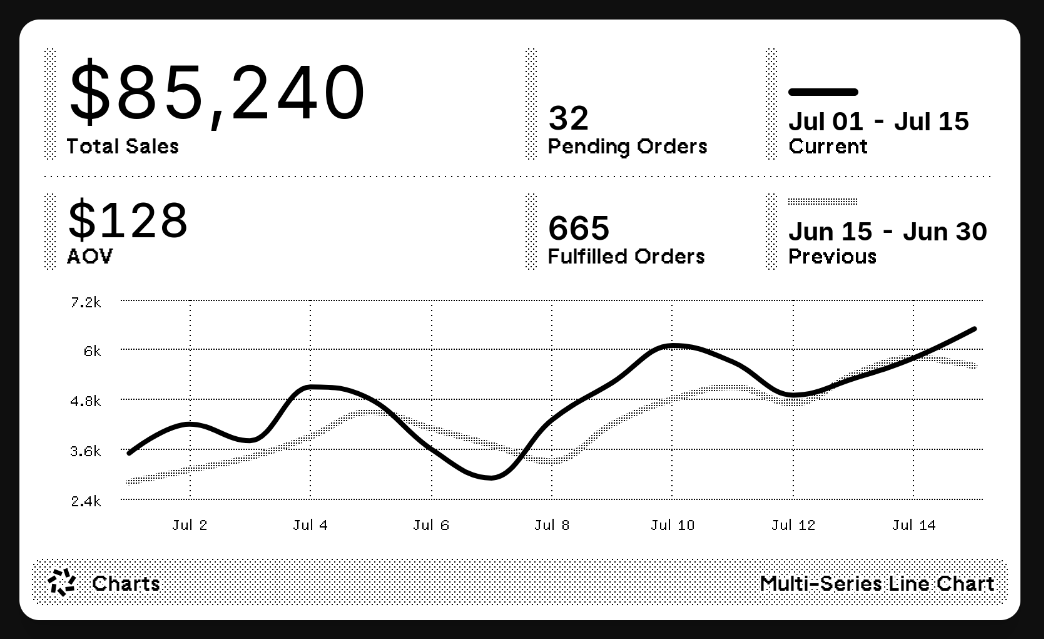 $85,240
Total Sales
32
Pending Orders
Jul 01 - Jul 15
Current
$128
AOV
665
Fulfilled Orders
Jun 15 - Jun 30
Previous
7.2k
6k
4.8k
3.6k
2.4k
Jul 2 Jul 4 Jul 6 Jul 8 Jul 10 Jul 12 Jul 14
Charts
Multi-Series Line Chart